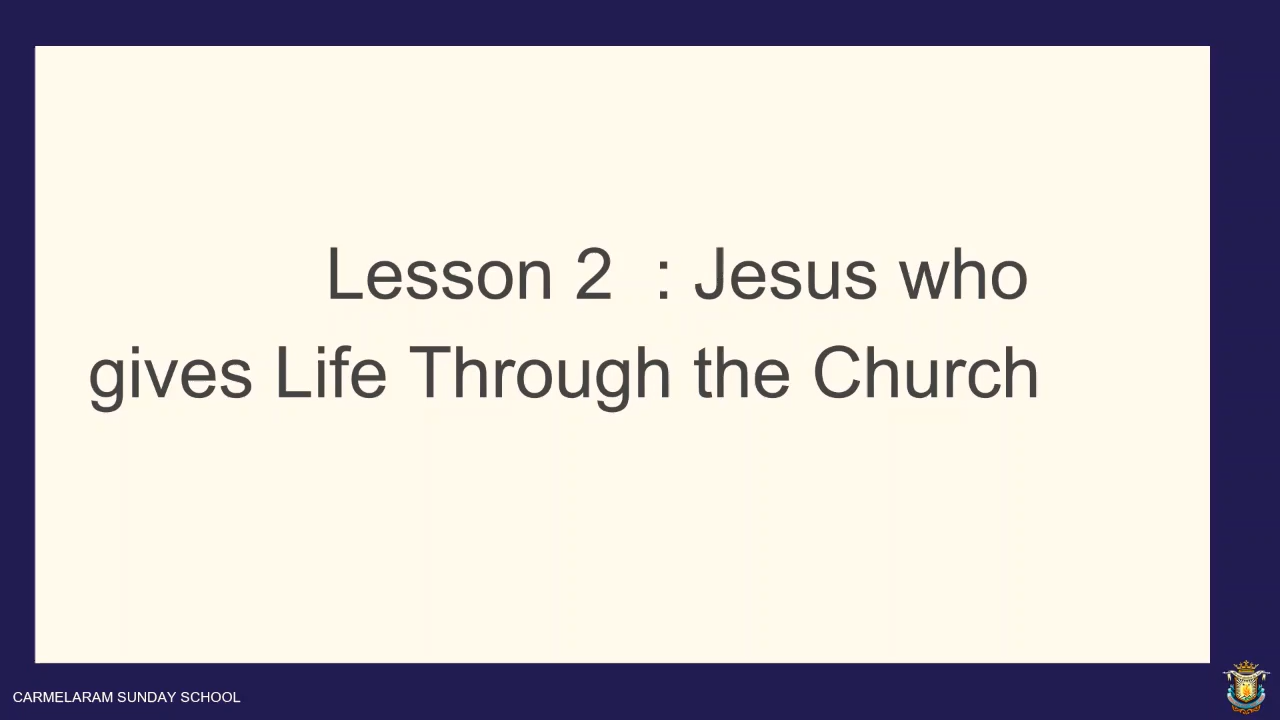 Lesson 2  : Jesus who
gives Life Through the Church
CARMELARAM SUNDAY SCHOOL